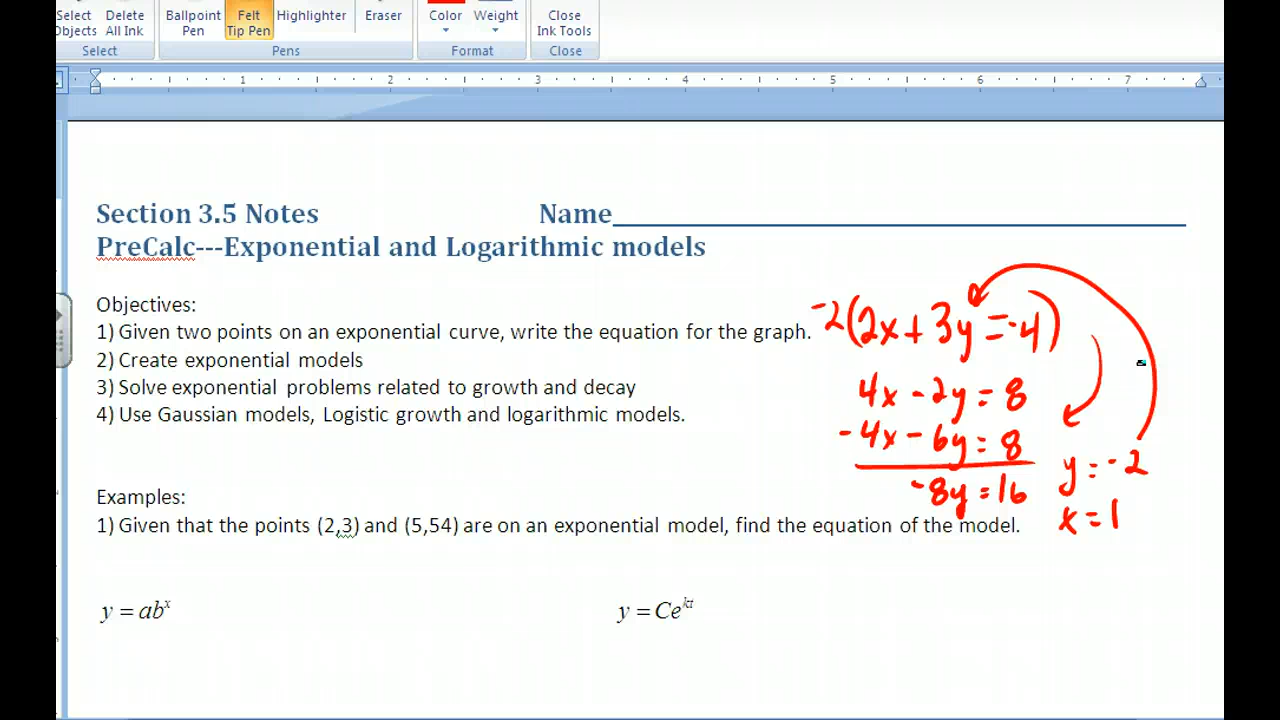 Select Objects Delete All Ink Ballpoint Pen Felt Tip Pen Highlighter Eraser Color Weight Close Ink Tools
Select Pens Format Close
1 2 3 4 5 6 7
Section 3.5 Notes Name
PreCalc---Exponential and Logarithmic models
Objectives:
1) Given two points on an exponential curve, write the equation for the graph.
2) Create exponential models
3) Solve exponential problems related to growth and decay
4) Use Gaussian models, Logistic growth and logarithmic models.
-2(2x + 3y = -4)
4x - 2y = 8
-4x - 6y = 8
-8y = 16
y = -2
x = 1
Examples:
1) Given that the points (2,3) and (5,54) are on an exponential model, find the equation of the model.
y = ab^x y = Ce^{kt}